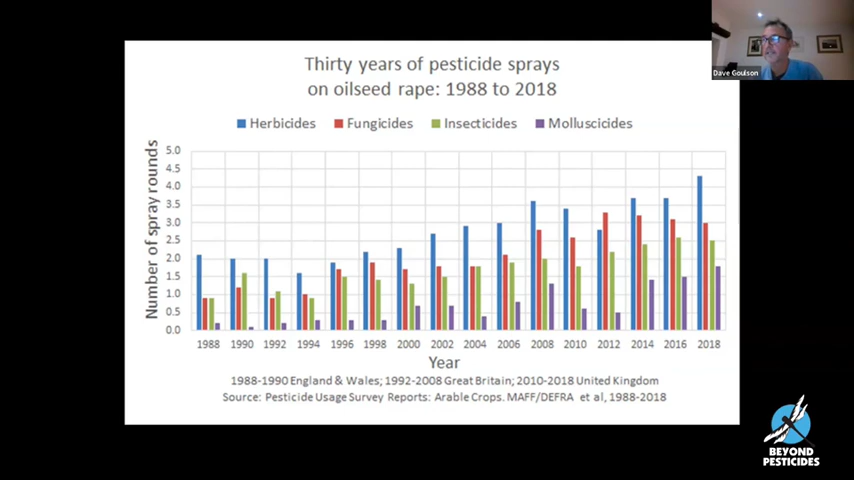 Dave Goulson
Thirty years of pesticide sprays
on oilseed rape: 1988 to 2018
Herbicides Fungicides Insecticides Molluscicides
Number of spray rounds
5.0
4.5
4.0
3.5
3.0
2.5
2.0
1.5
1.0
0.5
0.0
1988 1990 1992 1994 1996 1998 2000 2002 2004 2006 2008 2010 2012 2014 2016 2018
Year
1988-1990 England & Wales; 1992-2008 Great Britain; 2010-2018 United Kingdom
Source: Pesticide Usage Survey Reports: Arable Crops. MAFF/DEFRA et al, 1988-2018
BEYOND
PESTICIDES